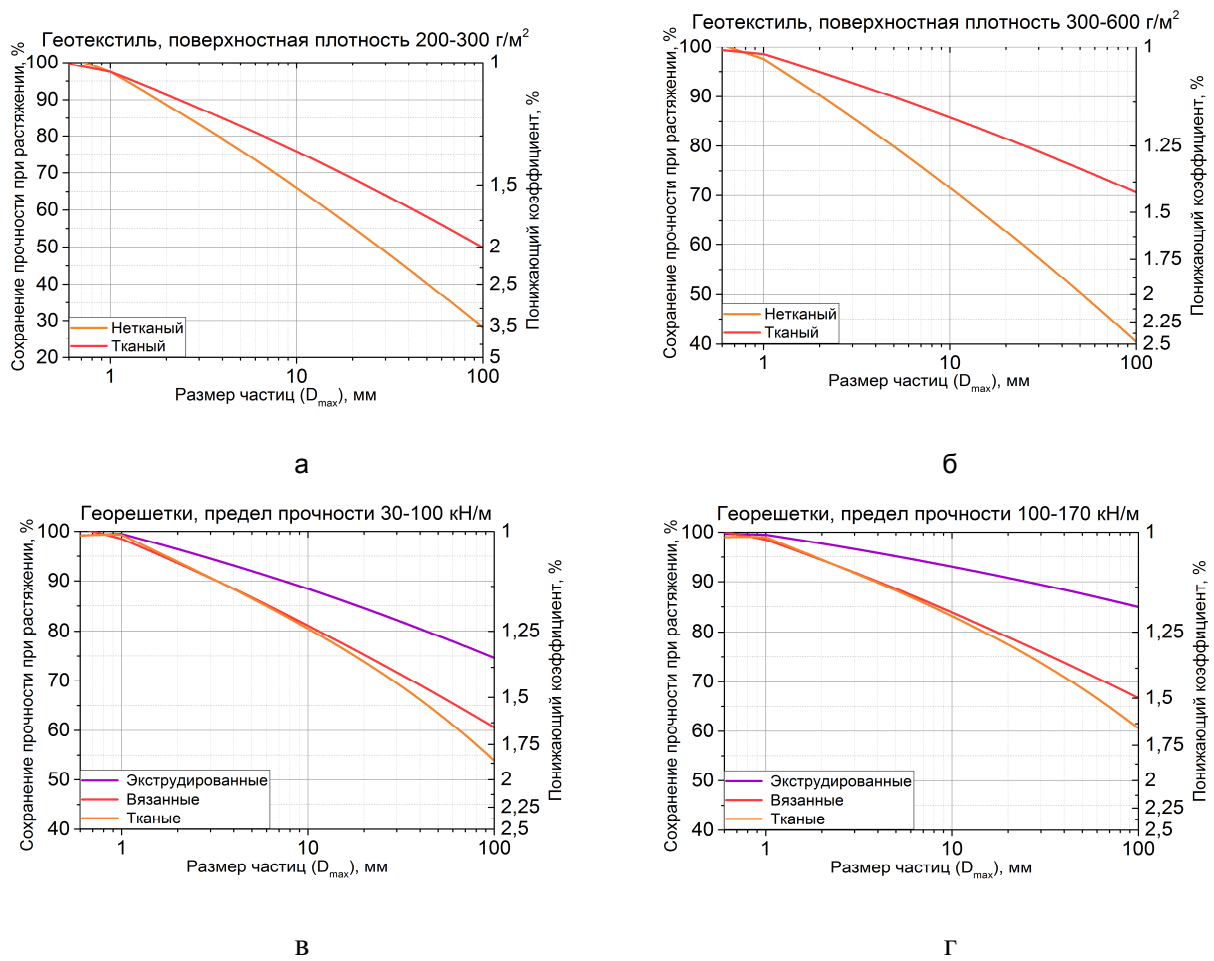 Геотекстиль, поверхностная плотность 200-300 г/м²
Сохранение прочности при растяжении, %
100
90
80
70
60
50
40
30
20
1
1,5
2
2,5
3,5
5
Понижающий коэффициент, %
Нетканый
Тканый
1
10
100
Размер частиц (Dmax), мм
а
Геотекстиль, поверхностная плотность 300-600 г/м²
Сохранение прочности при растяжении, %
100
90
80
70
60
50
40
1
1.25
1.5
1.75
2
2.25
2.5
Понижающий коэффициент, %
Нетканый
Тканый
1
10
100
Размер частиц (Dmax), мм
б
Георешетки, предел прочности 30-100 кН/м
Сохранение прочности при растяжении, %
100
90
80
70
60
50
40
1
1,25
1,5
1,75
2
2,25
2,5
Понижающий коэффициент, %
Экструдированные
Вязанные
Тканые
1
10
100
Размер частиц (Dmax), мм
в
Георешетки, предел прочности 100-170 кН/м
Сохранение прочности при растяжении, %
100
90
80
70
60
50
40
1
1,25
1,5
1,75
2
2,25
2,5
Понижающий коэффициент, %
Экструдированные
Вязанные
Тканые
1
10
100
Размер частиц (Dmax), мм
г